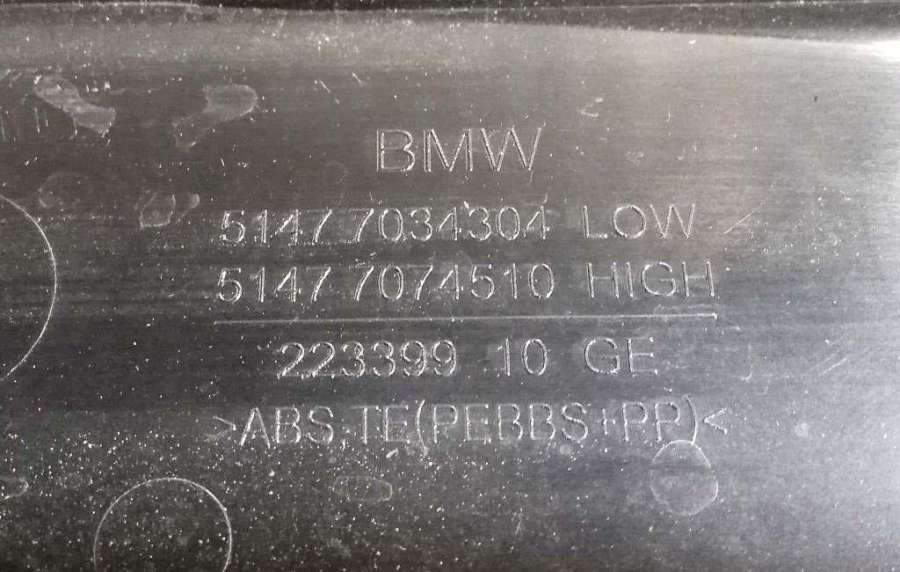 BMW
5147 7034304 LOW
5147 7074510 HIGH
223399 10 GE
>ABS,TE(PEBBS+PP)<